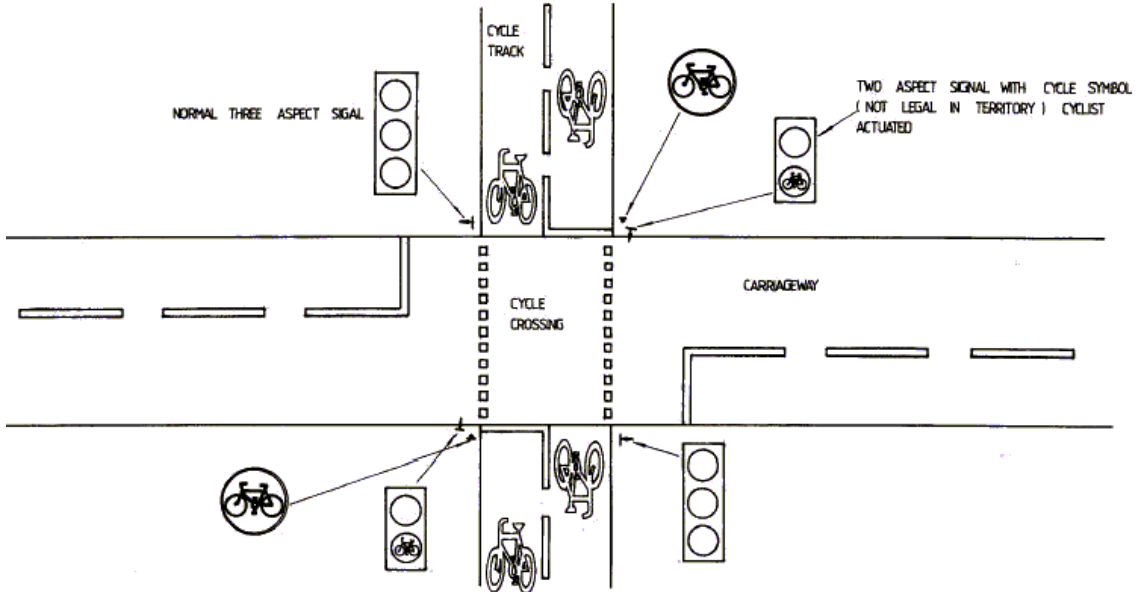 CYCLE
TRACK
NORMAL THREE ASPECT SIGAL
TWO ASPECT SIGNAL WITH CYCLE SYMBOL
( NOT LEGAL IN TERRITORY ) CYCLIST
ACTUATED
CARRIAGEWAY
CYCLE
CROSSING